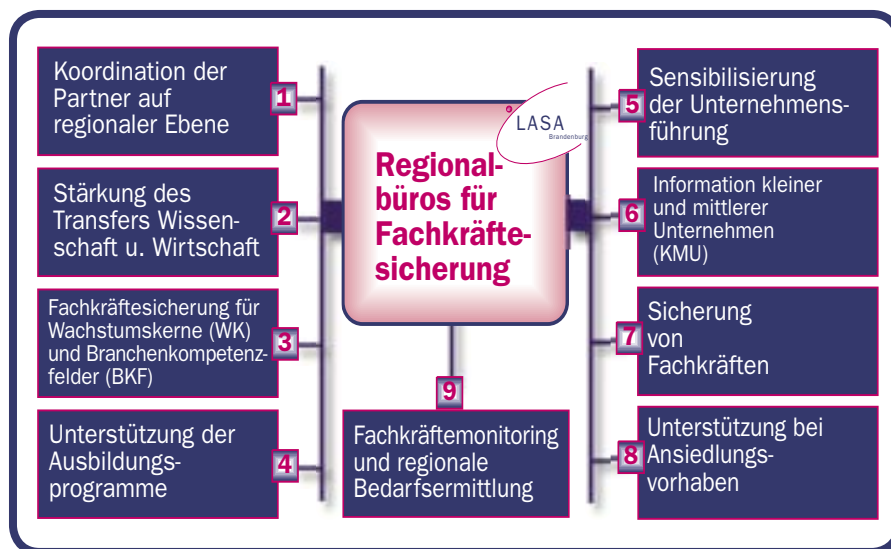 Koordination der
Partner auf
regionaler Ebene
1
Stärkung des
Transfers Wissen-
schaft u. Wirtschaft
2
Fachkräftesicherung für
Wachstumskerne (WK)
und Branchenkompetenz-
felder (BKF)
3
Unterstützung der
Ausbildungs-
programme
4
LASA
Brandenburg
Regional-
büros für
Fachkräfte-
sicherung
9
Fachkräftemonitoring
und regionale
Bedarfsermittlung
5
Sensibilisierung
der Unternehmens-
führung
6
Information kleiner
und mittlerer
Unternehmen
(KMU)
7
Sicherung
von
Fachkräften
8
Unterstützung bei
Ansiedlungs-
vorhaben